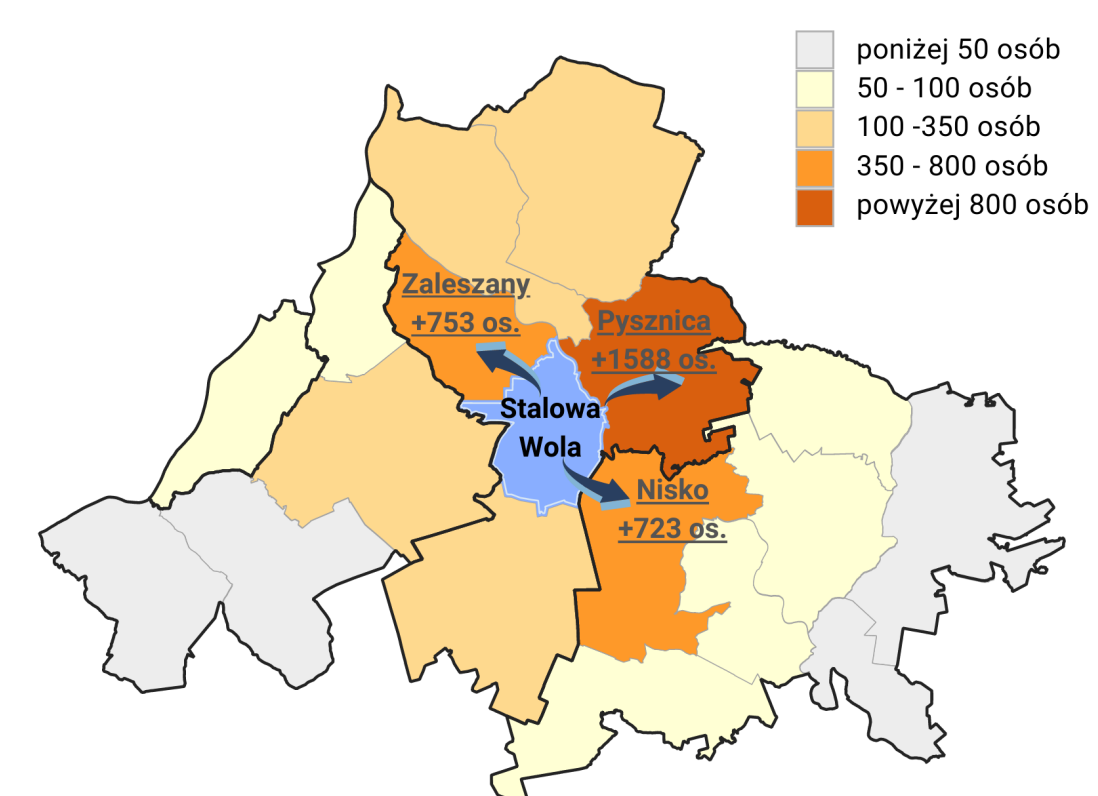 poniżej 50 osób
50 - 100 osób
100 -350 osób
350 - 800 osób
powyżej 800 osób
Zaleszany
+753 os.
Pysznica
+1588 os.
Stalowa
Wola
Nisko
+723 os.